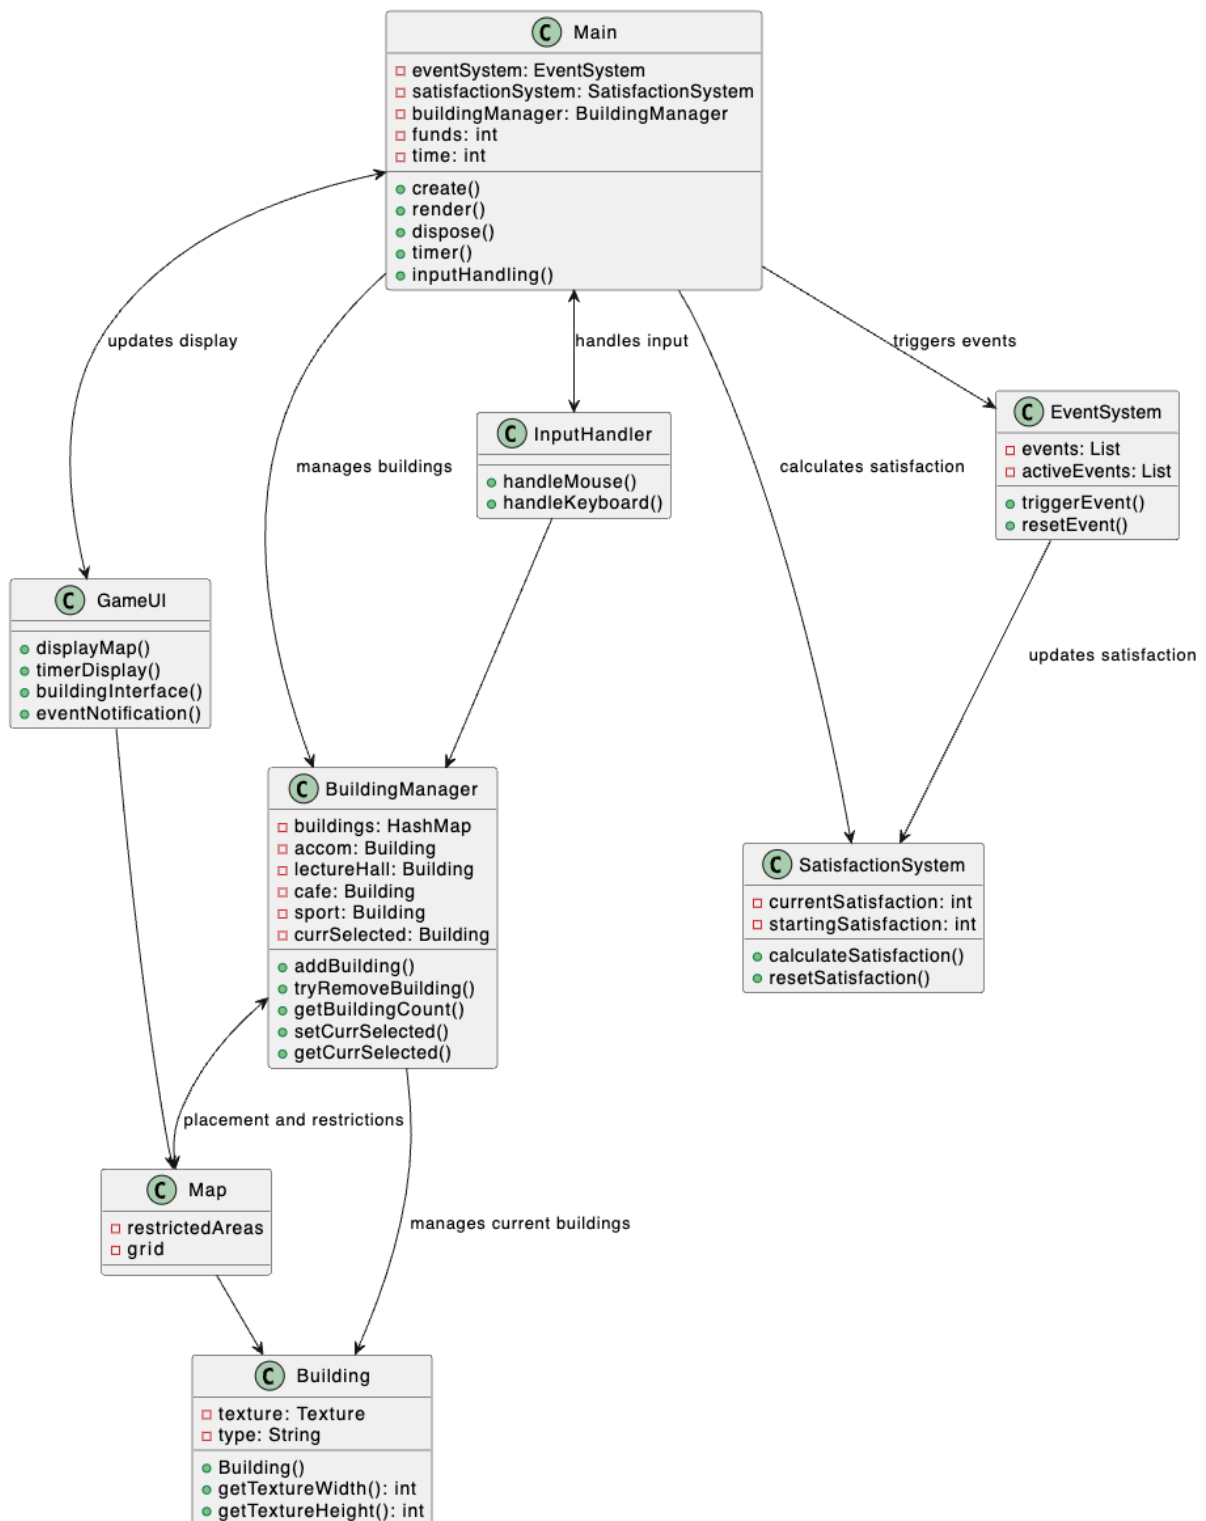 C Main
eventSystem: EventSystem
satisfactionSystem: SatisfactionSystem
buildingManager: BuildingManager
funds: int
time: int
create()
render()
dispose()
timer()
inputHandling()
updates display
handles input
triggers events
C EventSystem
events: List
activeEvents: List
triggerEvent()
resetEvent()
C InputHandler
handleMouse()
handleKeyboard()
manages buildings
calculates satisfaction
C GameUI
displayMap()
timerDisplay()
buildingInterface()
eventNotification()
updates satisfaction
C BuildingManager
buildings: HashMap
accom: Building
lectureHall: Building
cafe: Building
sport: Building
currSelected: Building
addBuilding()
tryRemoveBuilding()
getBuildingCount()
setCurrSelected()
getCurrSelected()
C SatisfactionSystem
currentSatisfaction: int
startingSatisfaction: int
calculateSatisfaction()
resetSatisfaction()
placement and restrictions
C Map
restrictedAreas
grid
manages current buildings
C Building
texture: Texture
type: String
Building()
getTextureWidth(): int
getTextureHeight(): int